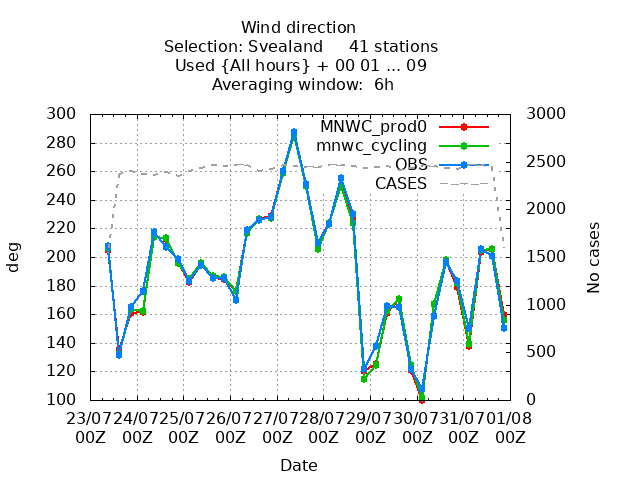 Wind direction
Selection: Svealand 41 stations
Used {All hours} + 00 01 ... 09
Averaging window: 6h
300 3000
MNWC_prod0
280 mnwc_cycling
OBS 2500
260 CASES
240 2000
220
200 1500
180
160 1000
140 500
120
100 0
23/07 24/07 25/07 26/07 27/07 28/07 29/07 30/07 31/07 01/08
00Z 00Z 00Z 00Z 00Z 00Z 00Z 00Z 00Z 00Z
Date
deg
No cases